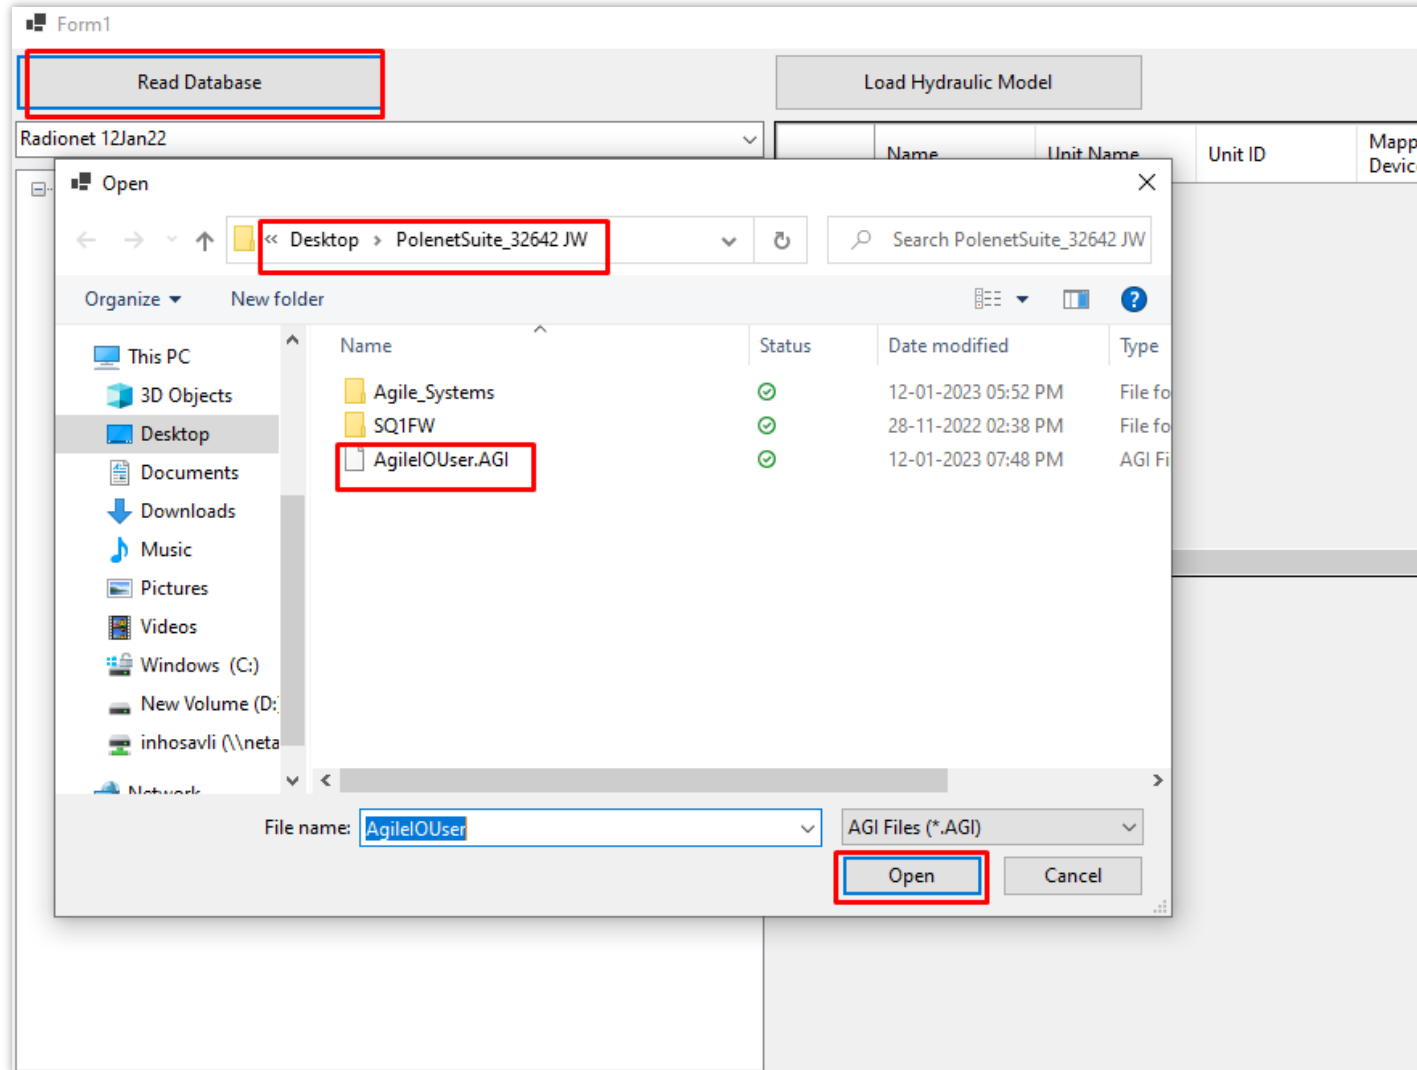 Form1
Read Database
Load Hydraulic Model
Radionet 12Jan22
Name
Unit Name
Unit ID
Mapp
Devic
Open
« Desktop > PolenetSuite_32642 JW
Search PolenetSuite_32642 JW
Organize
New folder
This PC
3D Objects
Desktop
Documents
Downloads
Music
Pictures
Videos
Windows (C:)
New Volume (D:
inhosavli (\\neta
Network
Name Status Date modified Type
Agile_Systems 12-01-2023 05:52 PM File fo
SQ1FW 28-11-2022 02:38 PM File fo
AgileIOUser.AGI 12-01-2023 07:48 PM AGI Fi
File name: AgileIOUser
AGI Files (*.AGI)
Open
Cancel